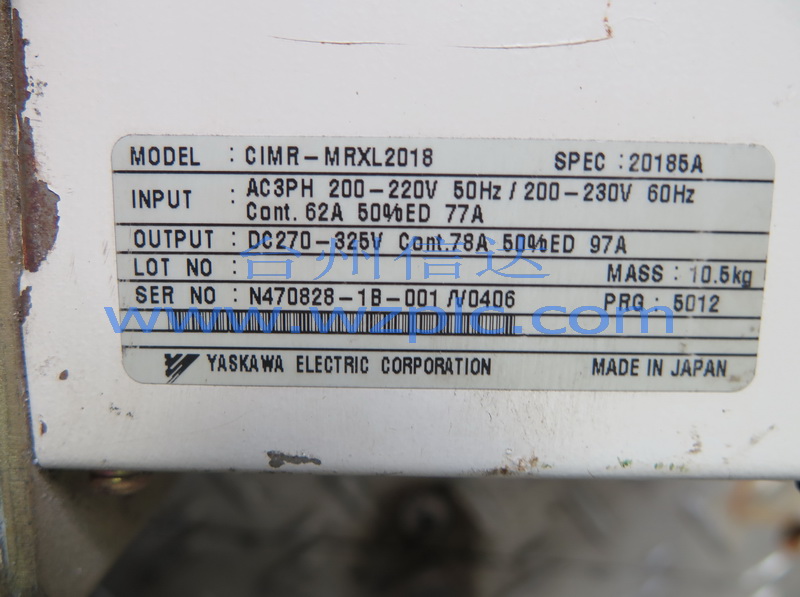 MODEL : CIMR-MRXL2018 SPEC : 20185A
INPUT : AC3PH 200-220V 50Hz / 200-230V 60Hz
Cont. 62A 50%ED 77A
OUTPUT : DC270-325V Cont.78A 50%ED 97A
台州信达
LOT NO : MASS : 10.5kg
SER NO : N470828-1B-001 /V0406 PRG : 5012
www.wzplc.com
YASKAWA ELECTRIC CORPORATION MADE IN JAPAN